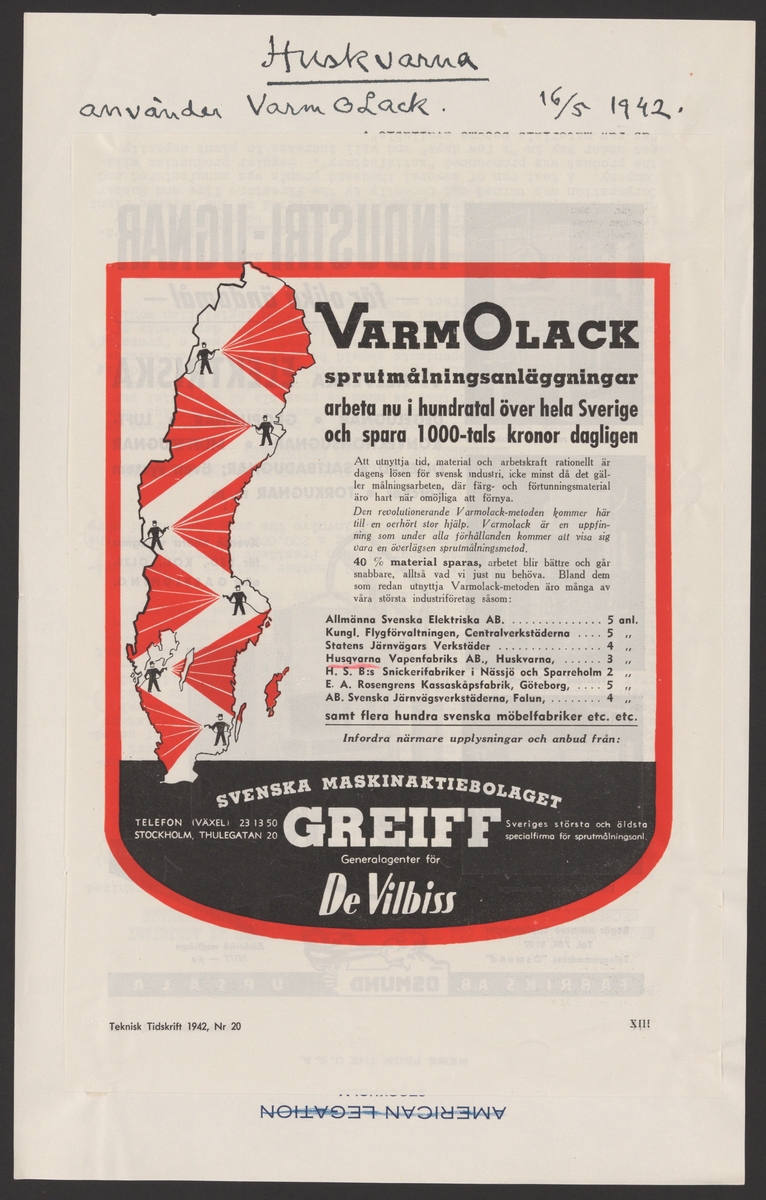 Huskvarna
använder VarmOLack. 16/5 1942.
VARMOLACK
sprutmålningsanläggningar
arbeta nu i hundratal över hela Sverige
och spara 1000-tals kronor dagligen
Att utnyttja tid, material och arbetskraft rationellt är
dagens lösen för svensk industri, icke minst då det gäl-
ler målningsarbeten, där färg- och förtunningsmaterial
äro hart när omöjliga att förnya.
Den revolutionerande Varmolack-metoden kommer här
till en oerhört stor hjälp. Varmolack är en uppfin-
ning som under alla förhållanden kommer att visa sig
vara en överlägsen sprutmålningsmetod.
40 % material sparas, arbetet blir bättre och går
snabbare, alltså vad vi just nu behöva. Bland dem
som redan utnyttja Varmolack-metoden äro många av
våra största industriföretag såsom:
Allmänna Svenska Elektriska AB. .............. 5 anl.
Kungl. Flygförvaltningen, Centralverkstäderna .... 5 „
Statens Järnvägars Verkstäder .............. 4 „
Husqvarna Vapenfabriks AB., Huskvarna, ...... 3 „
H. S. B:s Snickerifabriker i Nässjö och Sparreholm 2 „
E. A. Rosengrens Kassaskåpsfabrik, Göteborg, .... 5 „
AB. Svenska Järnvägsverkstäderna, Falun, ........ 4 „
samt flera hundra svenska möbelfabriker etc. etc.
Infordra närmare upplysningar och anbud från:
SVENSKA MASKINAKTIEBOLAGET
TELEFON (VÄXEL) 23 13 50
STOCKHOLM, THULEGATAN 20
GREIFF
Sveriges största och äldsta
specialfirma för sprutmålningsanl.
Generalagenter för
De Vilbiss
Teknisk Tidskrift 1942, Nr 20 XIII
AMERICAN LEGATION